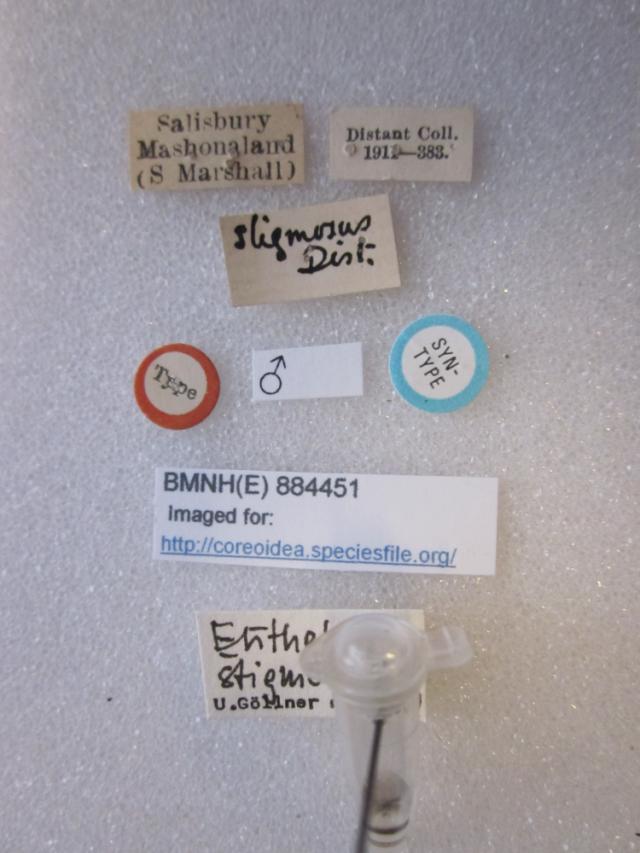 Salisbury
Mashonaland
(S Marshall)
Distant Coll.
1911—383.
stigmosus
Dist.
Type
♂
SYN-
TYPE
BMNH(E) 884451
Imaged for:
http://coreoidea.speciesfile.org/
U.Göllner